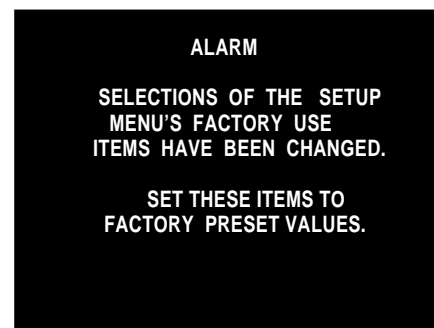 ALARM
SELECTIONS OF THE SETUP
MENU'S FACTORY USE
ITEMS HAVE BEEN CHANGED.
SET THESE ITEMS TO
FACTORY PRESET VALUES.